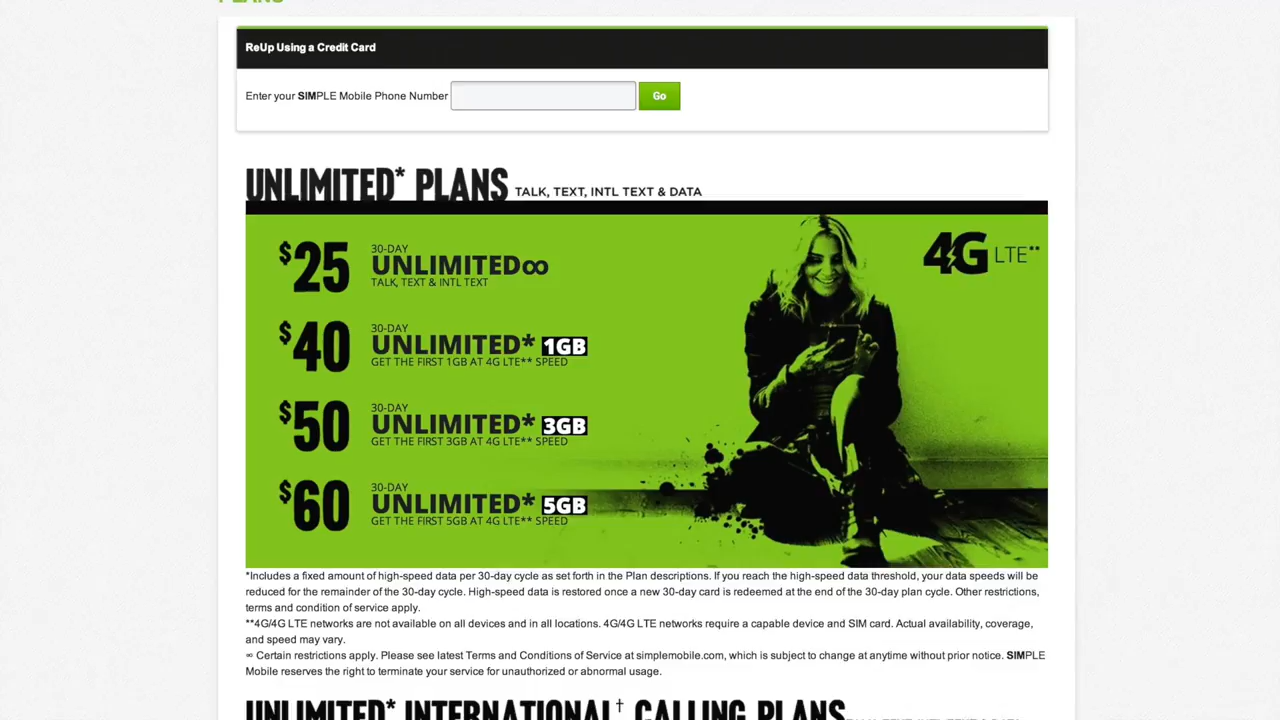 PLANS
ReUp Using a Credit Card
Enter your SIMPLE Mobile Phone Number Go
UNLIMITED* PLANS TALK, TEXT, INTL TEXT & DATA
4G LTE**
$25 30-DAY
UNLIMITED∞
TALK, TEXT & INTL TEXT
$40 30-DAY
UNLIMITED* 1GB
GET THE FIRST 1GB AT 4G LTE** SPEED
$50 30-DAY
UNLIMITED* 3GB
GET THE FIRST 3GB AT 4G LTE** SPEED
$60 30-DAY
UNLIMITED* 5GB
GET THE FIRST 5GB AT 4G LTE** SPEED
*Includes a fixed amount of high-speed data per 30-day cycle as set forth in the Plan descriptions. If you reach the high-speed data threshold, your data speeds will be
reduced for the remainder of the 30-day cycle. High-speed data is restored once a new 30-day card is redeemed at the end of the 30-day plan cycle. Other restrictions,
terms and condition of service apply.
**4G/4G LTE networks are not available on all devices and in all locations. 4G/4G LTE networks require a capable device and SIM card. Actual availability, coverage,
and speed may vary.
∞ Certain restrictions apply. Please see latest Terms and Conditions of Service at simplemobile.com, which is subject to change at anytime without prior notice. SIMPLE
Mobile reserves the right to terminate your service for unauthorized or abnormal usage.
UNLIMITED* INTERNATIONAL† CALLING PLANS